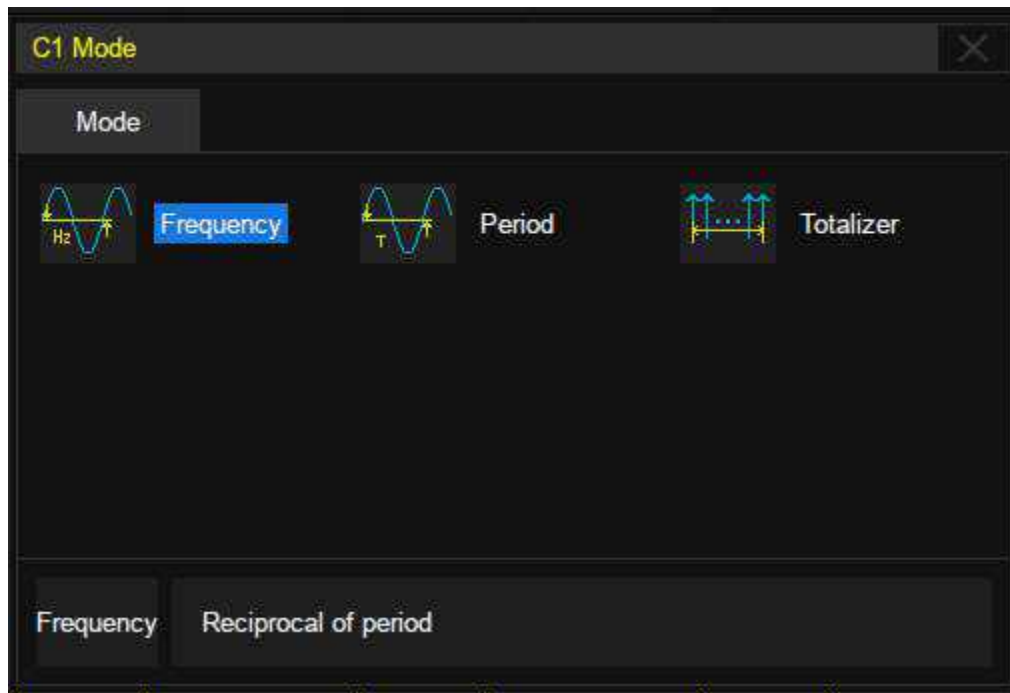 C1 Mode
Mode
Hz Frequency
T Period
Totalizer
Frequency Reciprocal of period